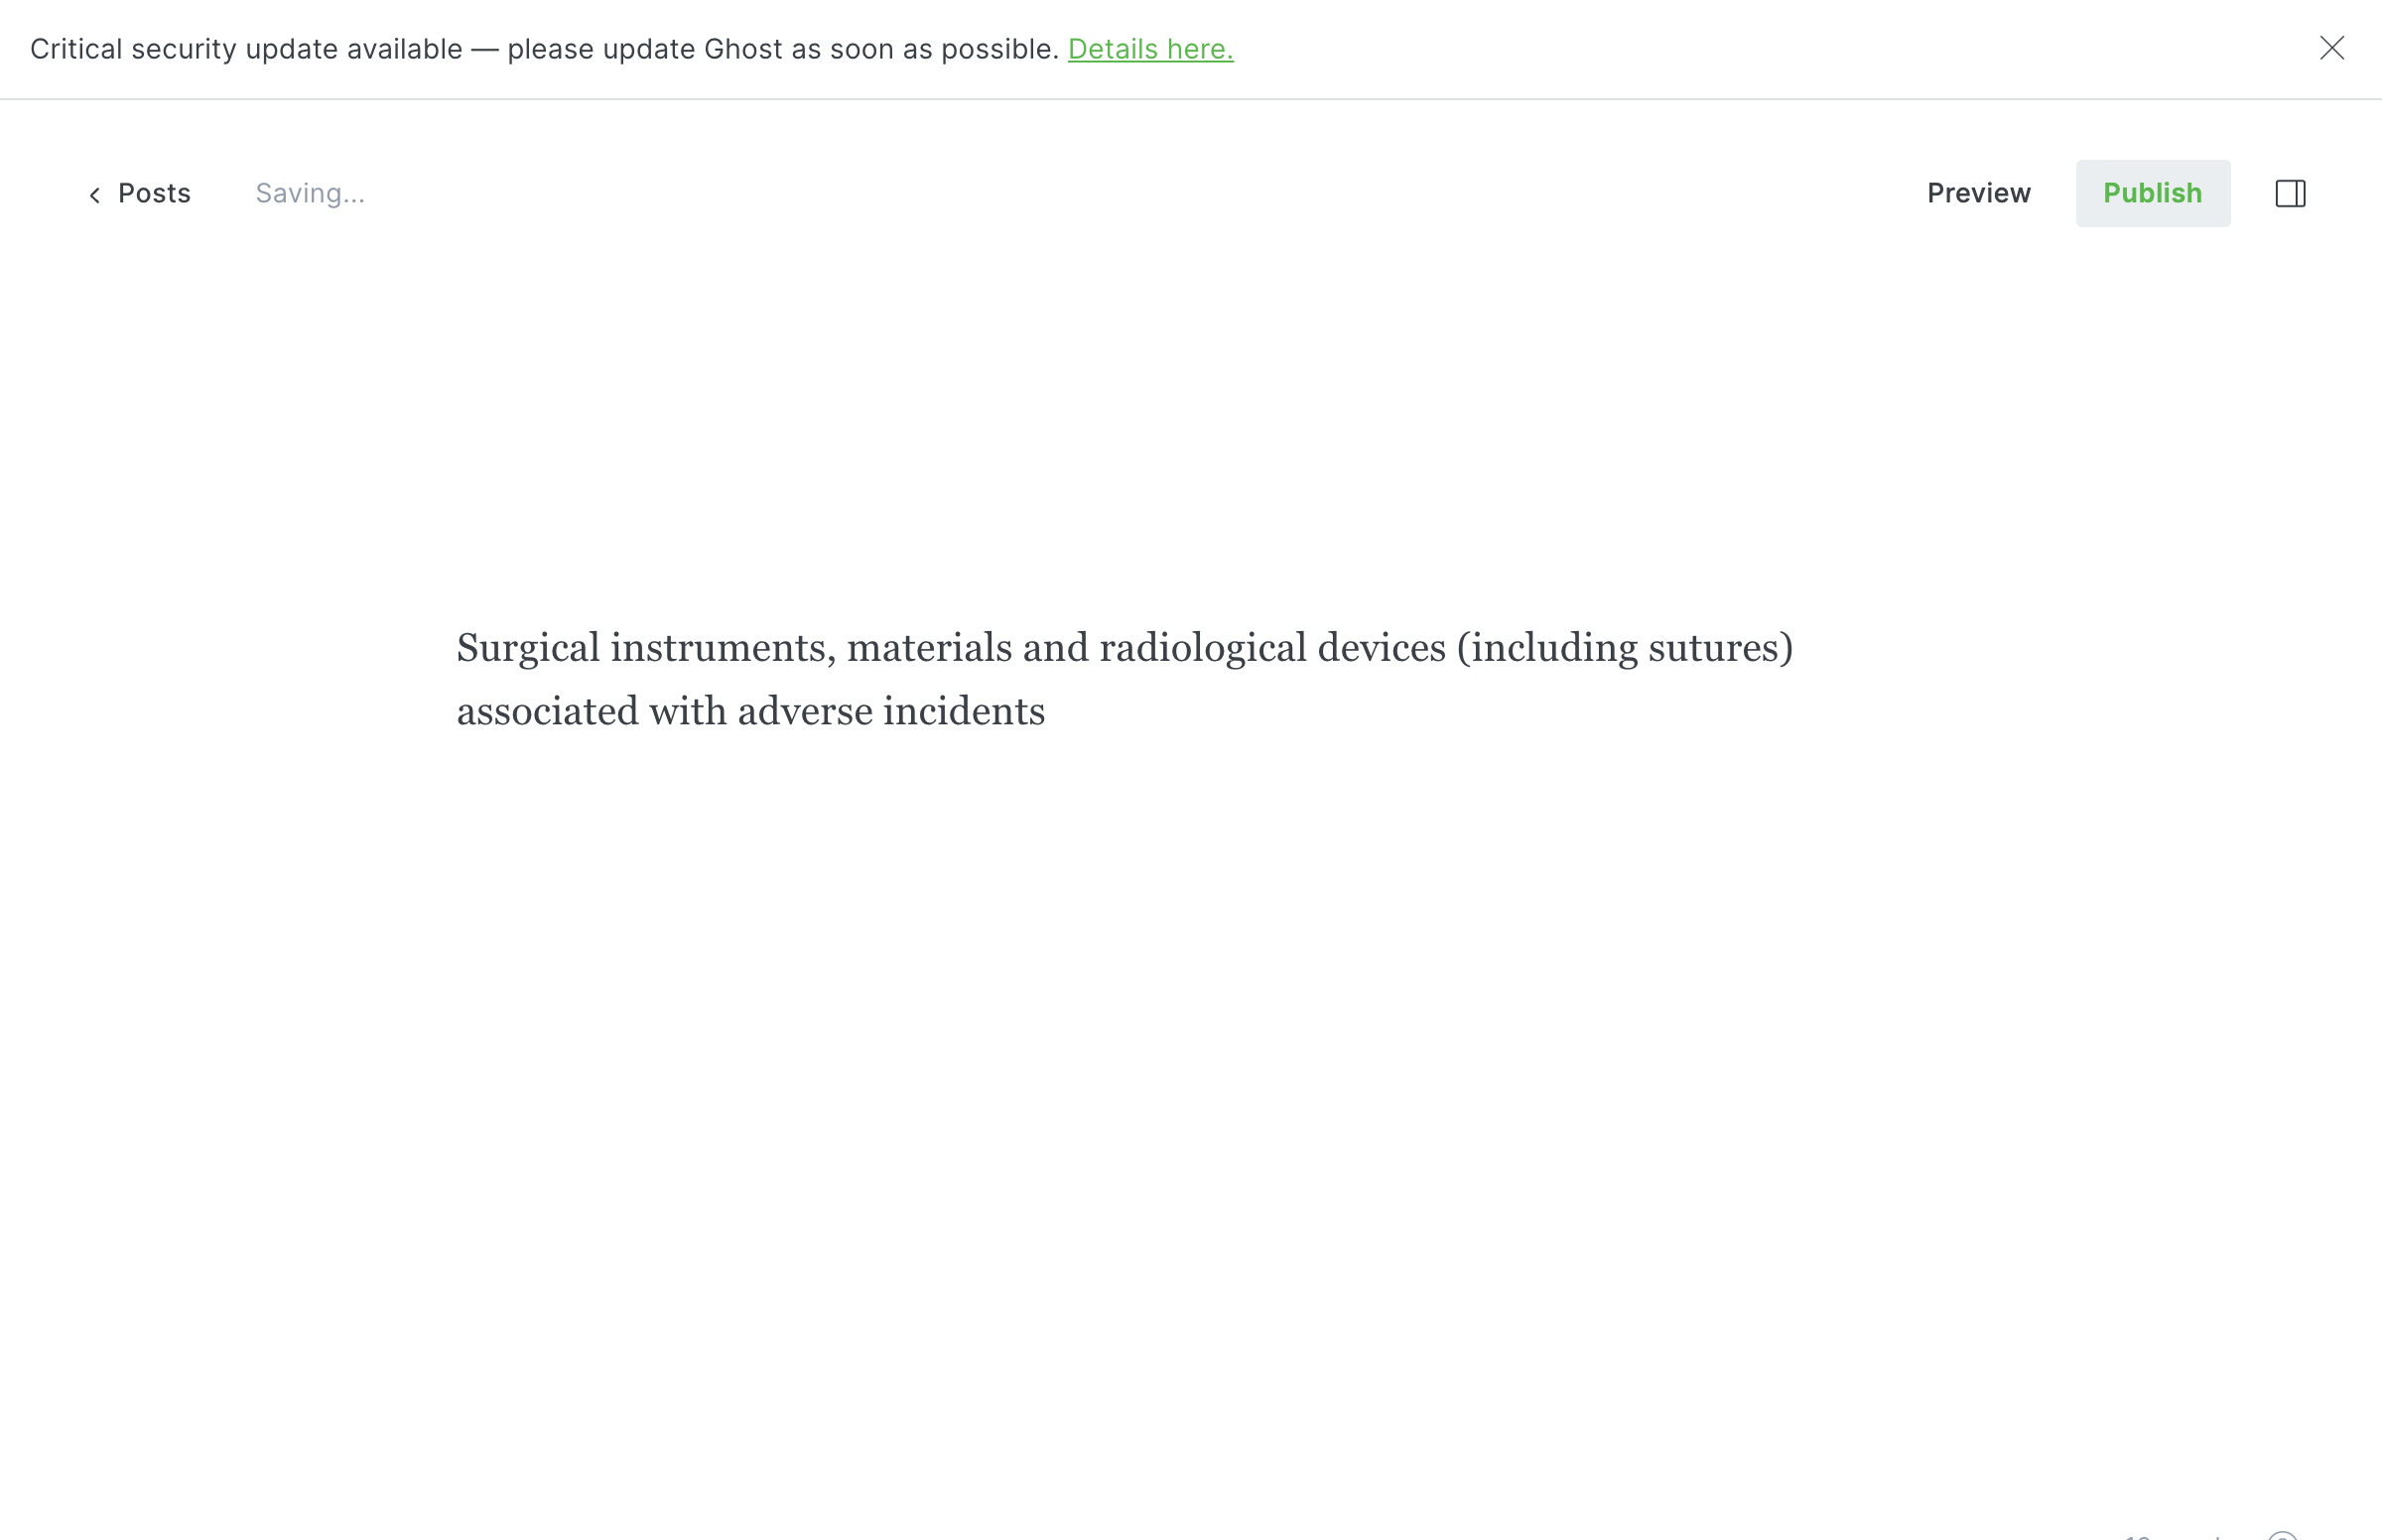 Critical security update available — please update Ghost as soon as possible. Details here.
Posts Saving... Preview Publish
Surgical instruments, materials and radiological devices (including sutures)
associated with adverse incidents